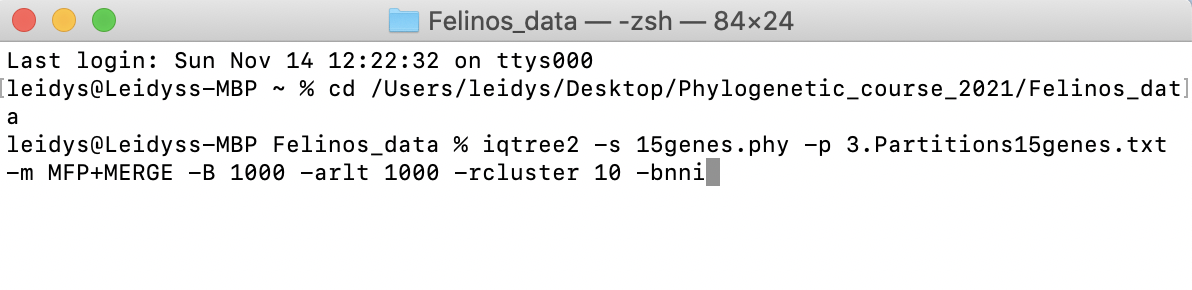 Felinos_data — -zsh — 84×24
Last login: Sun Nov 14 12:22:32 on ttys000
[leidys@Leidyss-MBP ~ % cd /Users/leidys/Desktop/Phylogenetic_course_2021/Felinos_dat]
a
leidys@Leidyss-MBP Felinos_data % iqtree2 -s 15genes.phy -p 3.Partitions15genes.txt
-m MFP+MERGE -B 1000 -arlt 1000 -rcluster 10 -bnni